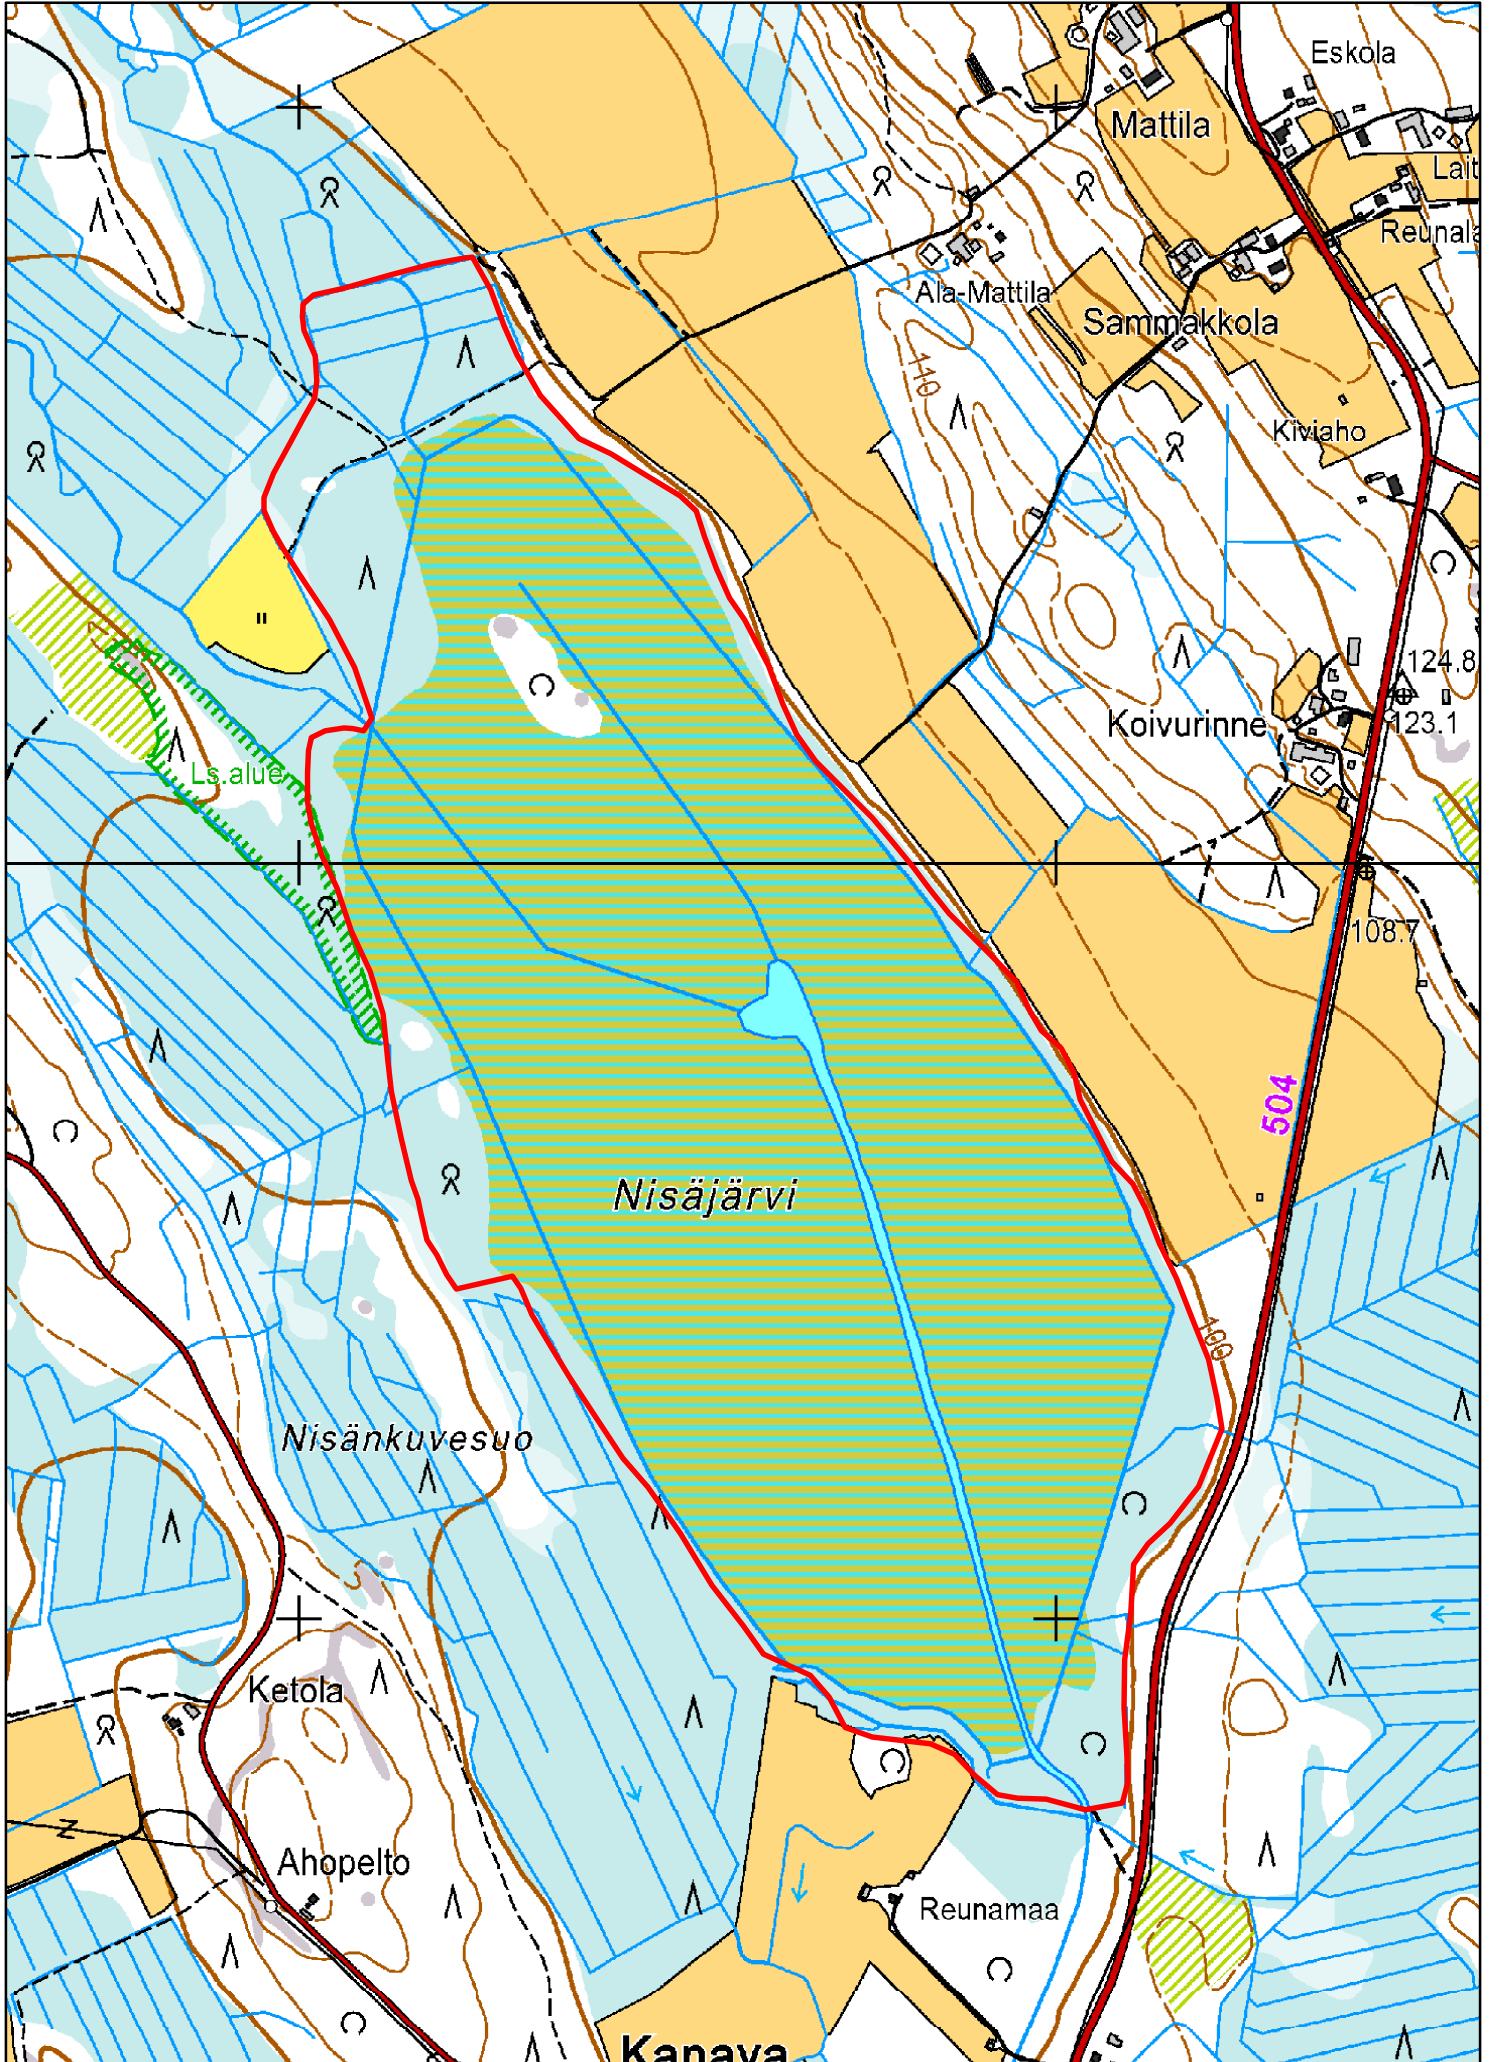 Eskola
Mattila
Lait
Reunala
Ala-Mattila
Sammakkola
110
Kiviaho
124.8
Koivurinne
123.1
Ls.alue
108.7
504
Nisäjärvi
100
Nisänkuvesuo
Ketola
Ahopelto
Reunamaa
Kanava